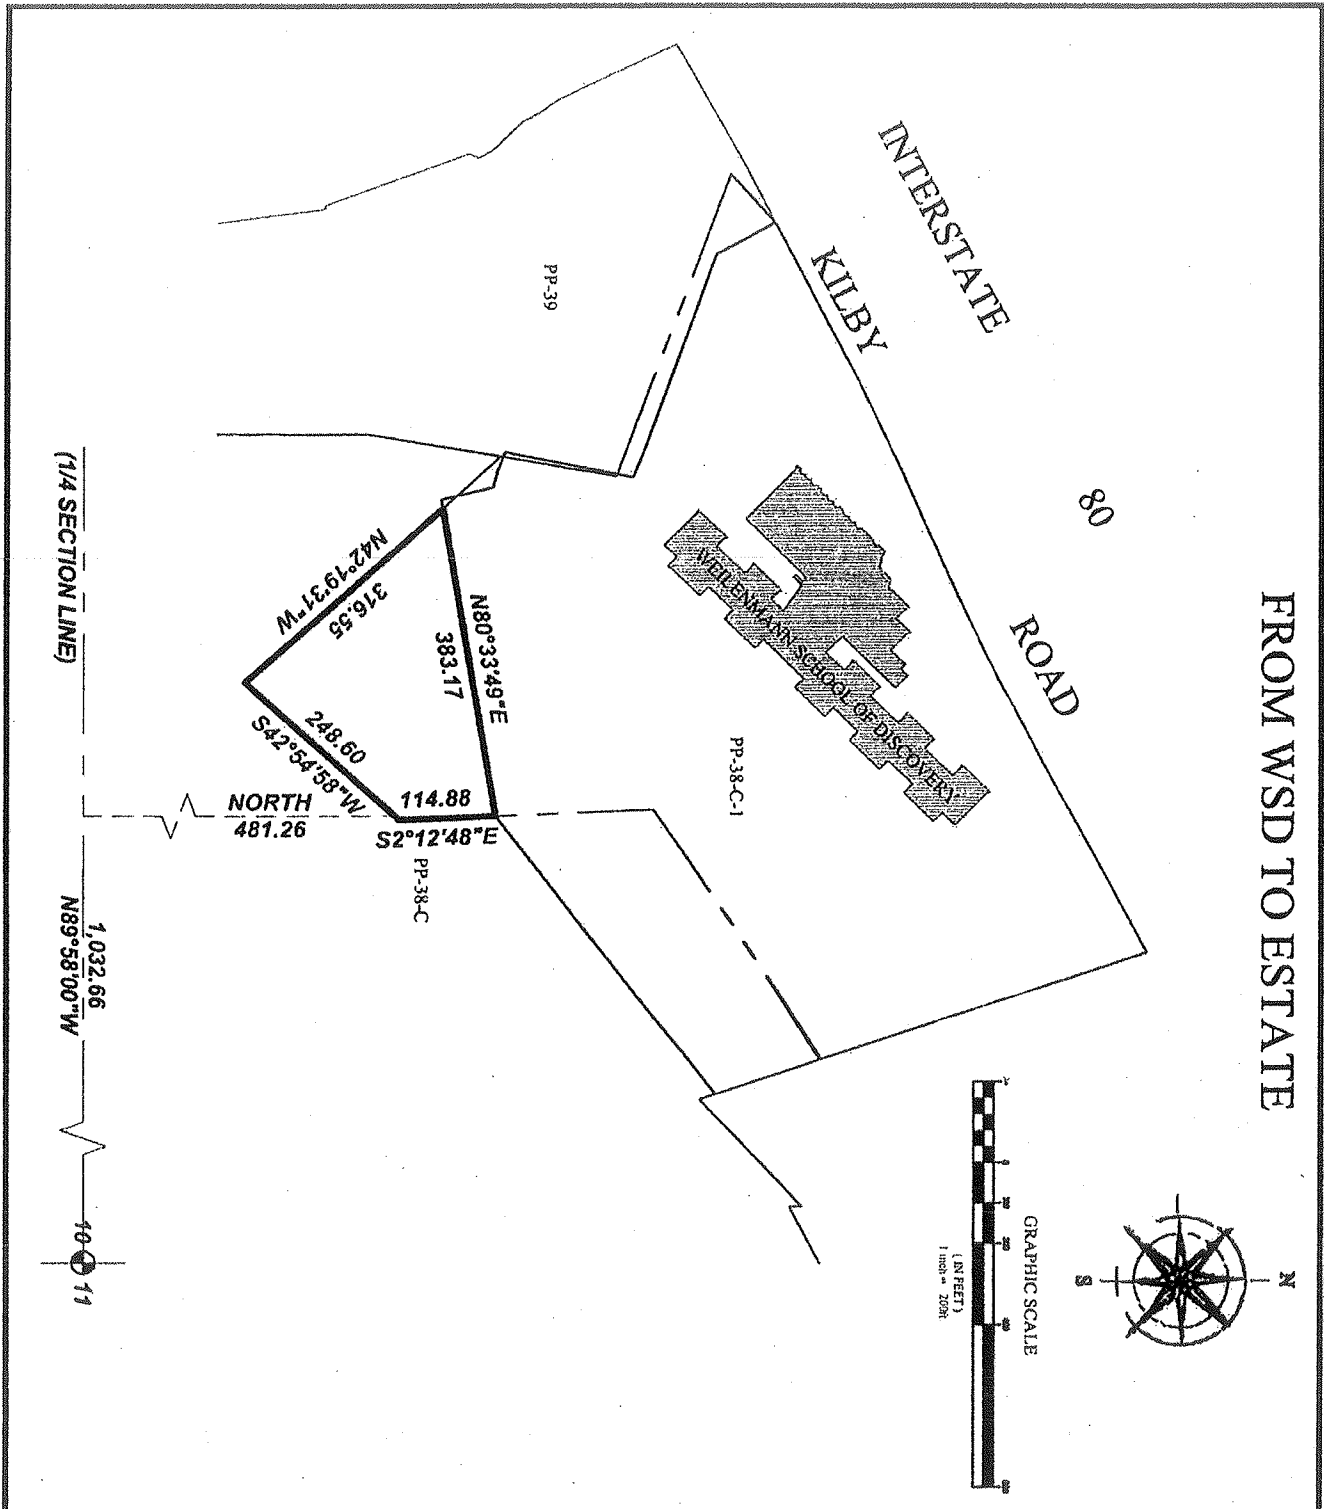 FROM WSD TO ESTATE
INTERSTATE
80
KILBY
ROAD
N
S
GRAPHIC SCALE
( IN FEET )
1 inch = 200ft
WEILENMANN SCHOOL OF DISCOVERY
PP-39
PP-38-C-1
N80°33'49"E
383.17
N42°19'31"W
316.55
248.60
S42°54'58"W
114.88
S2°12'48"E
NORTH
481.26
PP-38-C
(1/4 SECTION LINE)
1,032.66
N89°58'00"W
10
11